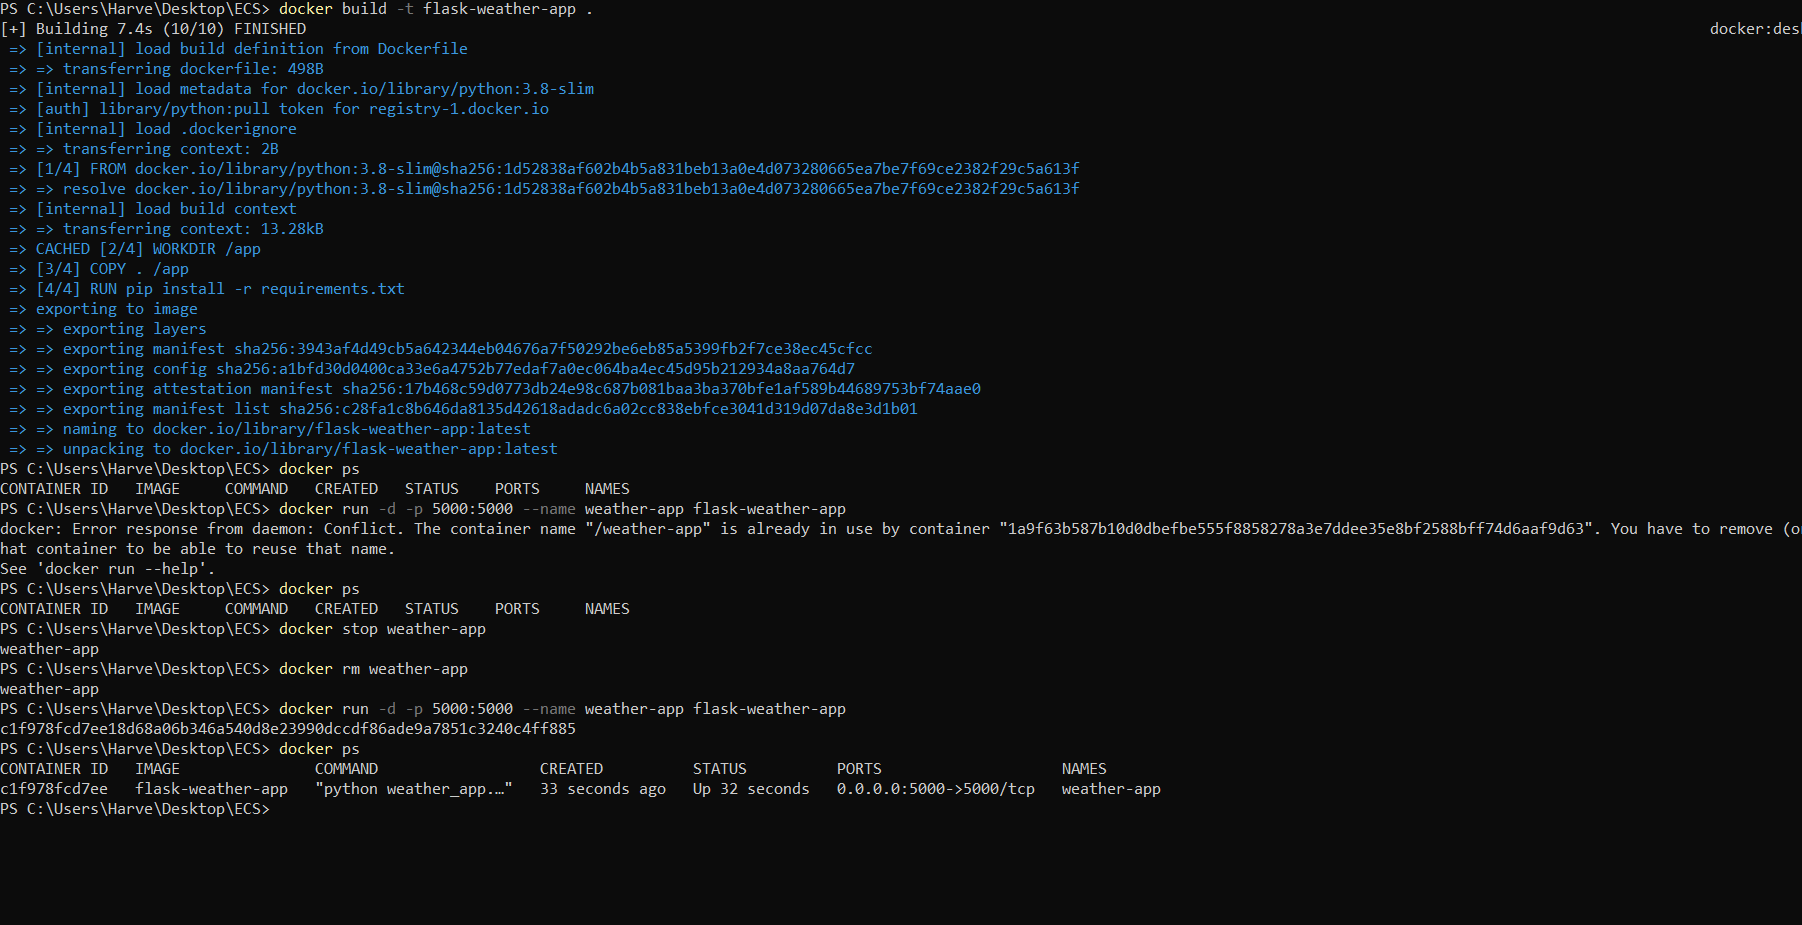 PS C:\Users\Harve\Desktop\ECS> docker build -t flask-weather-app .
[+] Building 7.4s (10/10) FINISHED docker:des
=> [internal] load build definition from Dockerfile
=> => transferring dockerfile: 498B
=> [internal] load metadata for docker.io/library/python:3.8-slim
=> [auth] library/python:pull token for registry-1.docker.io
=> [internal] load .dockerignore
=> => transferring context: 2B
=> [1/4] FROM docker.io/library/python:3.8-slim@sha256:1d52838af602b4b5a831beb13a0e4d073280665ea7be7f69ce2382f29c5a613f
=> => resolve docker.io/library/python:3.8-slim@sha256:1d52838af602b4b5a831beb13a0e4d073280665ea7be7f69ce2382f29c5a613f
=> [internal] load build context
=> => transferring context: 13.28kB
=> CACHED [2/4] WORKDIR /app
=> [3/4] COPY . /app
=> [4/4] RUN pip install -r requirements.txt
=> exporting to image
=> => exporting layers
=> => exporting manifest sha256:3943af4d49cb5a642344eb04676a7f50292be6eb85a5399fb2f7ce38ec45cfcc
=> => exporting config sha256:a1bfd30d0400ca33e6a4752b77edaf7a0ec064ba4ec45d95b212934a8aa764d7
=> => exporting attestation manifest sha256:17b468c59d0773db24e98c687b081baa3ba370bfe1af589b44689753bf74aae0
=> => exporting manifest list sha256:c28fa1c8b646da8135d42618adadc6a02cc838ebfce3041d319d07da8e3d1b01
=> => naming to docker.io/library/flask-weather-app:latest
=> => unpacking to docker.io/library/flask-weather-app:latest
PS C:\Users\Harve\Desktop\ECS> docker ps
CONTAINER ID IMAGE COMMAND CREATED STATUS PORTS NAMES
PS C:\Users\Harve\Desktop\ECS> docker run -d -p 5000:5000 --name weather-app flask-weather-app
docker: Error response from daemon: Conflict. The container name "/weather-app" is already in use by container "1a9f63b587b10d0dbefbe555f8858278a3e7ddee35e8bf2588bff74d6aaf9d63". You have to remove (o
hat container to be able to reuse that name.
See 'docker run --help'.
PS C:\Users\Harve\Desktop\ECS> docker ps
CONTAINER ID IMAGE COMMAND CREATED STATUS PORTS NAMES
PS C:\Users\Harve\Desktop\ECS> docker stop weather-app
weather-app
PS C:\Users\Harve\Desktop\ECS> docker rm weather-app
weather-app
PS C:\Users\Harve\Desktop\ECS> docker run -d -p 5000:5000 --name weather-app flask-weather-app
c1f978fcd7ee18d68a06b346a540d8e23990dccdf86ade9a7851c3240c4ff885
PS C:\Users\Harve\Desktop\ECS> docker ps
CONTAINER ID IMAGE COMMAND CREATED STATUS PORTS NAMES
c1f978fcd7ee flask-weather-app "python weather_app.…" 33 seconds ago Up 32 seconds 0.0.0.0:5000->5000/tcp weather-app
PS C:\Users\Harve\Desktop\ECS>